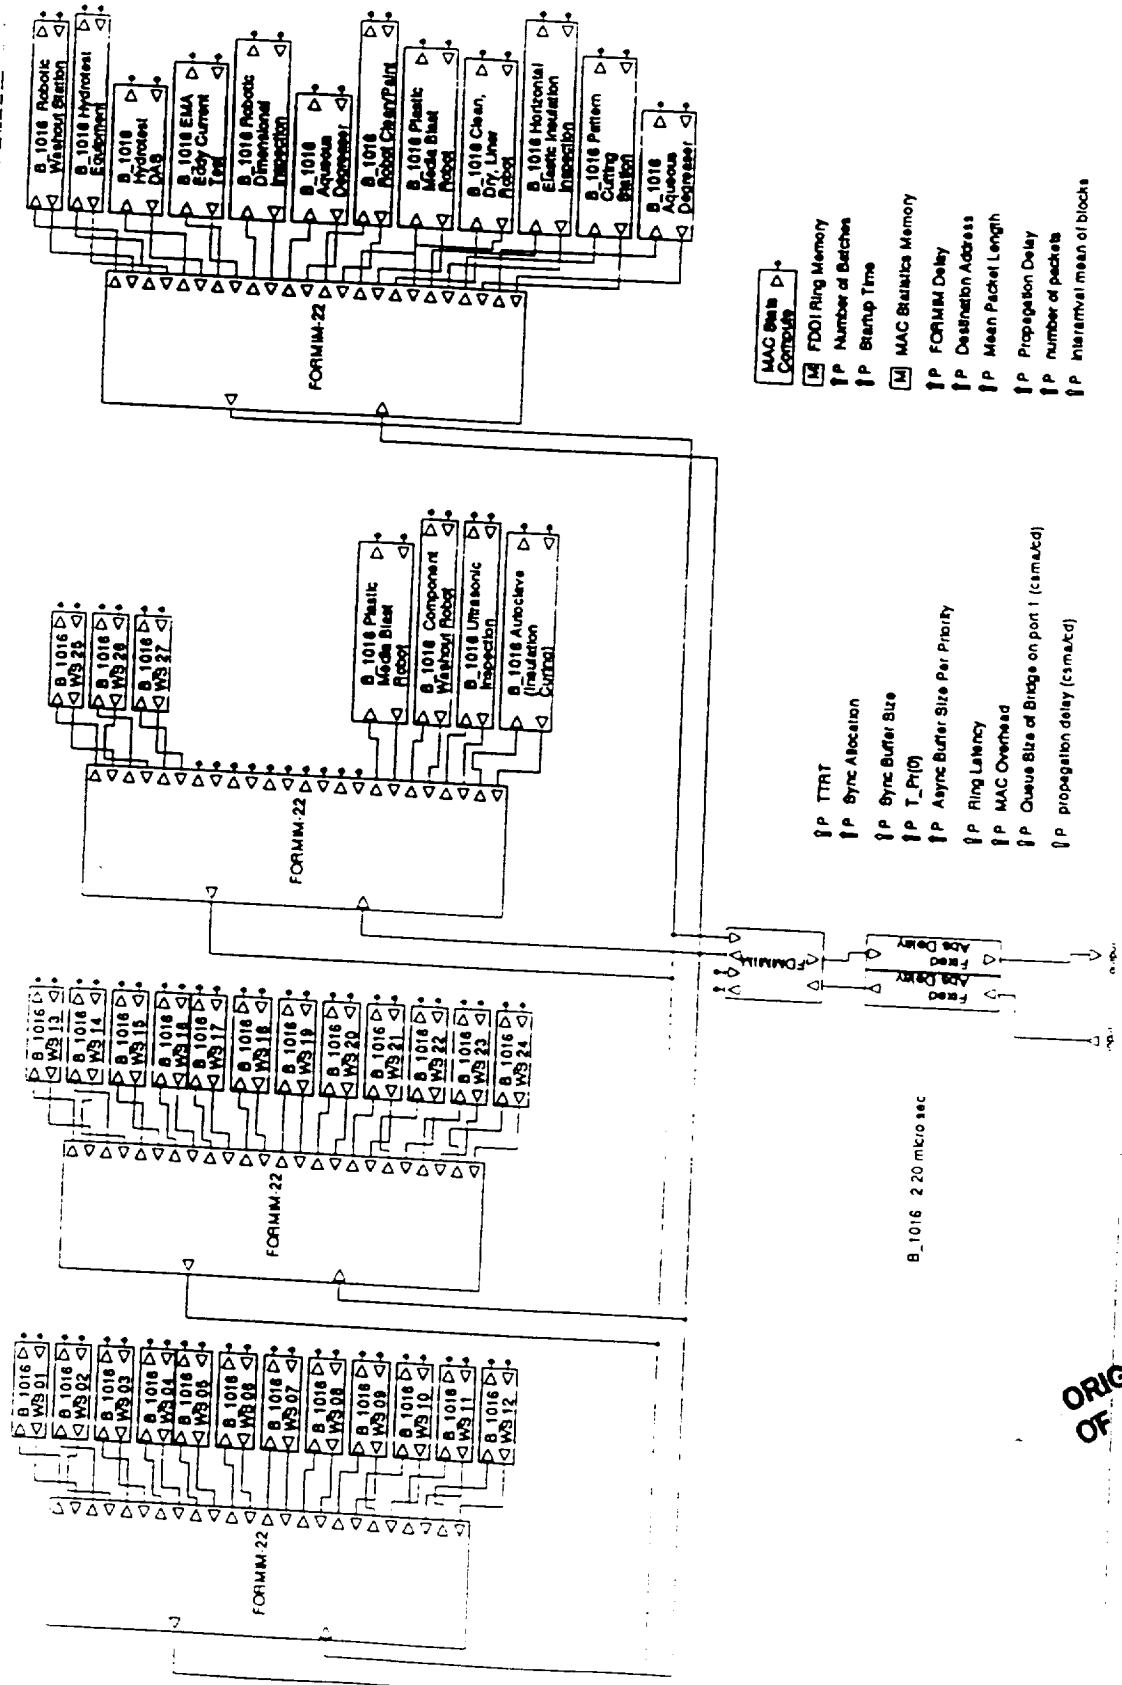 B_1016 Robotic
Washout Station
B_1016 Hydrotest
Equipment
B_1016
Hydrotest
DAS
B_1016 EMA
Eddy Current
Test
B_1016 Robotic
Dimensional
Inspection
B_1016
Aqueous
Degreaser
B_1016
Robot Clean/Paint
B_1016 Plastic
Media Blast
Robot
B_1016 Clean,
Dry, Liner
Robot
B_1016 Horizontal
Elastic Insulation
Inspection
B_1016 Pattern
Cutting
Station
B_1016
Aqueous
Degreaser
FORMIM-22
MAC Stats
Compute
M FDDI Ring Memory
P Number of Batches
P Startup Time
M MAC Statistics Memory
P FORMIM Delay
P Destination Address
P Mean Packet Length
P Propagation Delay
P number of packets
P Interarrival mean of blocks
B_1016
WS 25
B_1016
WS 26
B_1016
WS 27
B_1016 Plastic
Media Blast
Robot
B_1016 Component
Washout Robot
B_1016 Ultrasonic
Inspection
B_1016 Autoclave
(Insulation
Curing)
FORMIM-22
P TTRT
P Sync Allocation
P Sync Buffer Size
P T_Pr(0)
P Async Buffer Size Per Priority
P Ring Latency
P MAC Overhead
P Queue Size of Bridge on port 1 (csma/cd)
P propagation delay (csma/cd)
B_1016
WS 13
B_1016
WS 14
B_1016
WS 15
B_1016
WS 16
B_1016
WS 17
B_1016
WS 18
B_1016
WS 19
B_1016
WS 20
B_1016
WS 21
B_1016
WS 22
B_1016
WS 23
B_1016
WS 24
FORMIM-22
FDMMIM
Fixed
Abs Delay
Fixed
Abs Delay
B_1016 2 20 micro sec
B_1016
WS 01
B_1016
WS 02
B_1016
WS 03
B_1016
WS 04
B_1016
WS 05
B_1016
WS 06
B_1016
WS 07
B_1016
WS 08
B_1016
WS 09
B_1016
WS 10
B_1016
WS 11
B_1016
WS 12
FORMIM-22
ORIG
OF